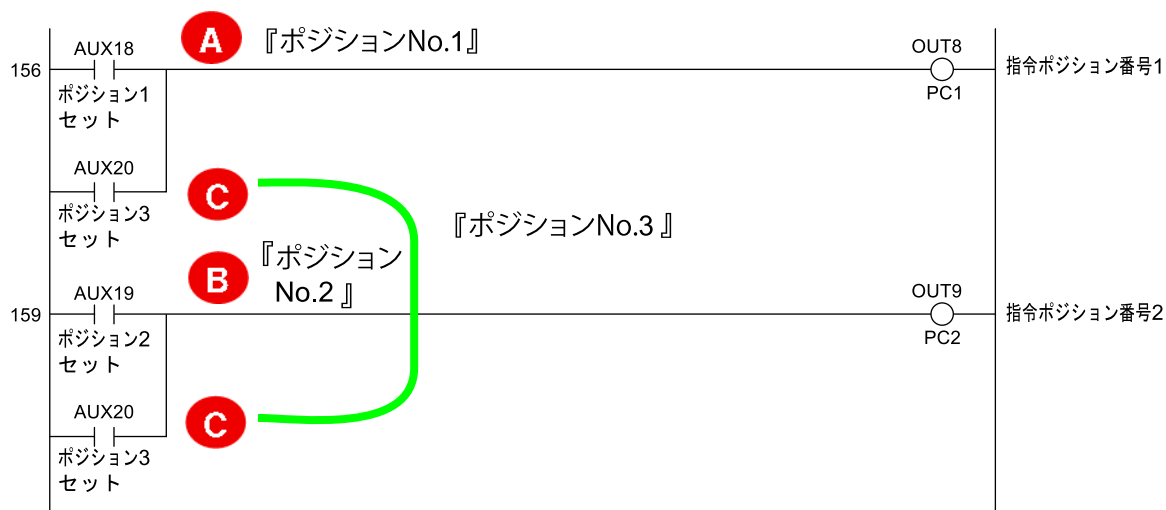 AUX18
A
『ポジションNo.1』
OUT8
156
指令ポジション番号1
PC1
ポジション1
セット
AUX20
C
ポジション3
セット
『ポジションNo.3 』
B
『ポジション
No.2 』
AUX19
OUT9
159
指令ポジション番号2
PC2
ポジション2
セット
AUX20
C
ポジション3
セット